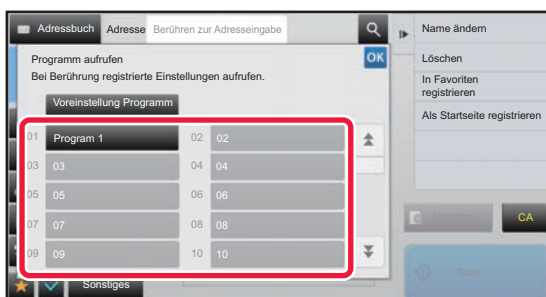 Adressbuch Adresse Berühren zur Adresseingabe
Programm aufrufen OK
Bei Berührung registrierte Einstellungen aufrufen.
Voreinstellung Programm
01 Program 1 02 02
03 03 04 04
05 05 06 06
07 07 08 08
09 09 10 10
Sonstiges
Name ändern
Löschen
In Favoriten
registrieren
Als Startseite registrieren
Vorschau CA
Start